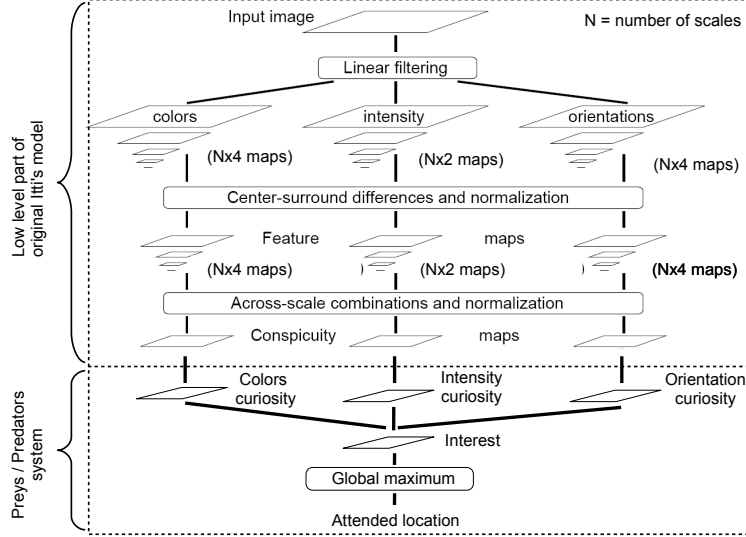 Input image
N = number of scales
Linear filtering
colors
intensity
orientations
(Nx4 maps)
(Nx2 maps)
(Nx4 maps)
Center-surround differences and normalization
Feature maps
(Nx4 maps)
) (Nx2 maps)
) (Nx4 maps)
Across-scale combinations and normalization
Conspicuity maps
Low level part of
original Itti's model
Colors
curiosity
Intensity
curiosity
Orientation
curiosity
Interest
Global maximum
Attended location
Preys / Predators
system